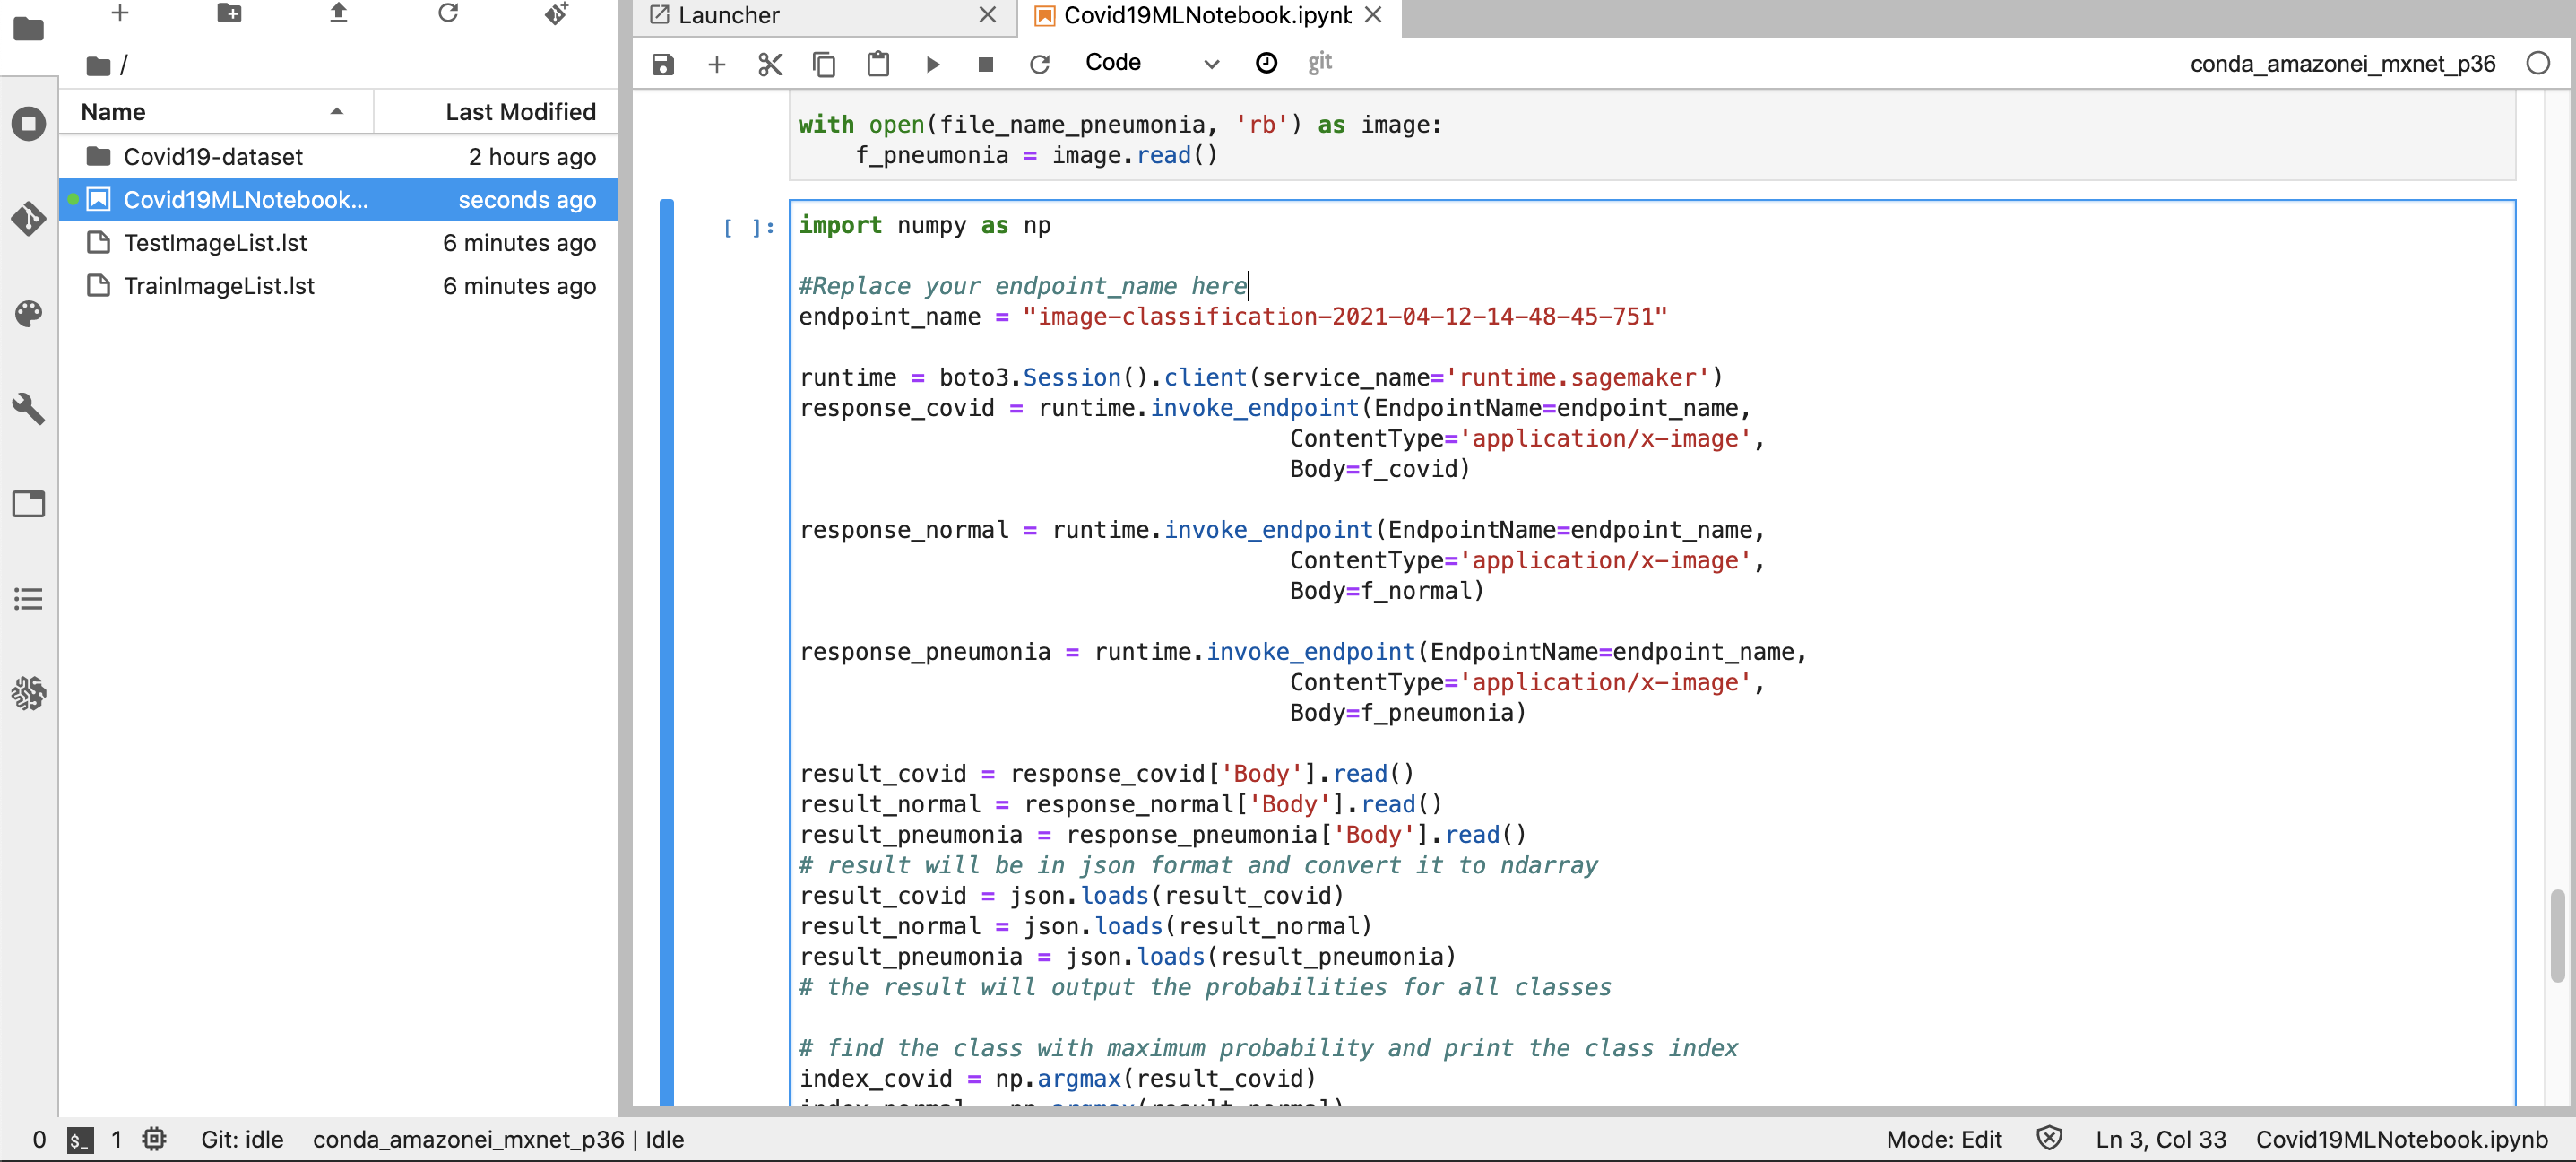 Launcher
Covid19MLNotebook.ipynb
/
Code
git
conda_amazonei_mxnet_p36
Name Last Modified
Covid19-dataset 2 hours ago
Covid19MLNotebook... seconds ago
TestImageList.lst 6 minutes ago
TrainImageList.lst 6 minutes ago
with open(file_name_pneumonia, 'rb') as image:
    f_pneumonia = image.read()
[ ]:
import numpy as np
#Replace your endpoint_name here
endpoint_name = "image-classification-2021-04-12-14-48-45-751"
runtime = boto3.Session().client(service_name='runtime.sagemaker')
response_covid = runtime.invoke_endpoint(EndpointName=endpoint_name,
ContentType='application/x-image',
Body=f_covid)
response_normal = runtime.invoke_endpoint(EndpointName=endpoint_name,
ContentType='application/x-image',
Body=f_normal)
response_pneumonia = runtime.invoke_endpoint(EndpointName=endpoint_name,
ContentType='application/x-image',
Body=f_pneumonia)
result_covid = response_covid['Body'].read()
result_normal = response_normal['Body'].read()
result_pneumonia = response_pneumonia['Body'].read()
# result will be in json format and convert it to ndarray
result_covid = json.loads(result_covid)
result_normal = json.loads(result_normal)
result_pneumonia = json.loads(result_pneumonia)
# the result will output the probabilities for all classes
# find the class with maximum probability and print the class index
index_covid = np.argmax(result_covid)
index_normal = np.argmax(result_normal)
0 $_ 1 Git: idle conda_amazonei_mxnet_p36 | Idle Mode: Edit Ln 3, Col 33 Covid19MLNotebook.ipynb